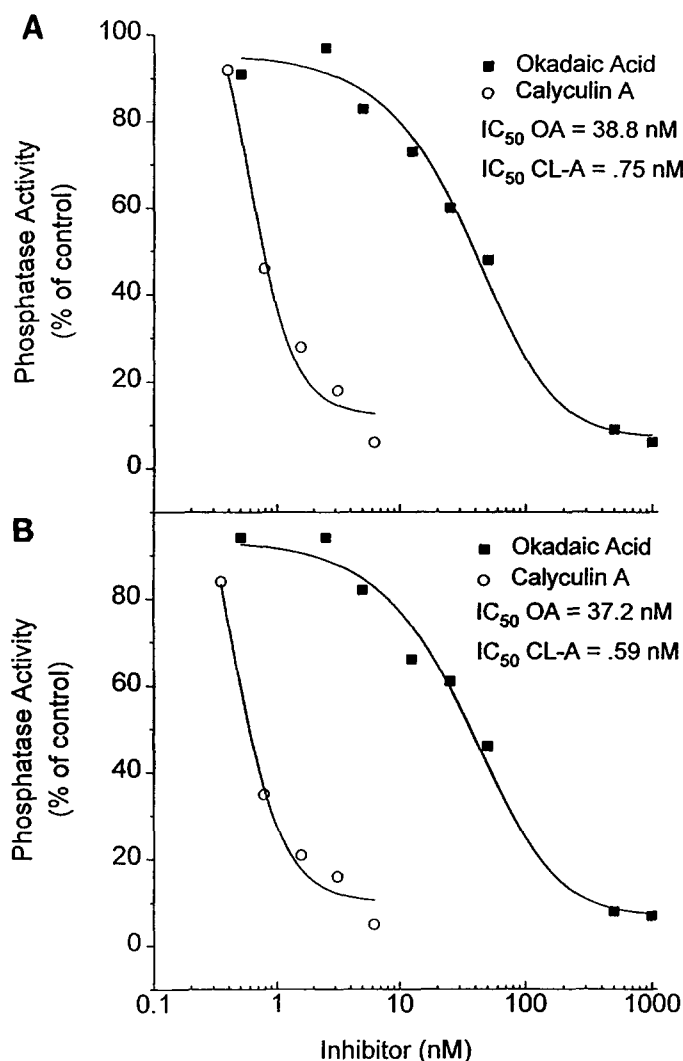 A
Phosphatase Activity
(% of control)
100
80
60
40
20
0
■ Okadaic Acid
○ Calyculin A
IC50 OA = 38.8 nM
IC50 CL-A = .75 nM
B
Phosphatase Activity
(% of control)
80
60
40
20
0
■ Okadaic Acid
○ Calyculin A
IC50 OA = 37.2 nM
IC50 CL-A = .59 nM
0.1 1 10 100 1000
Inhibitor (nM)